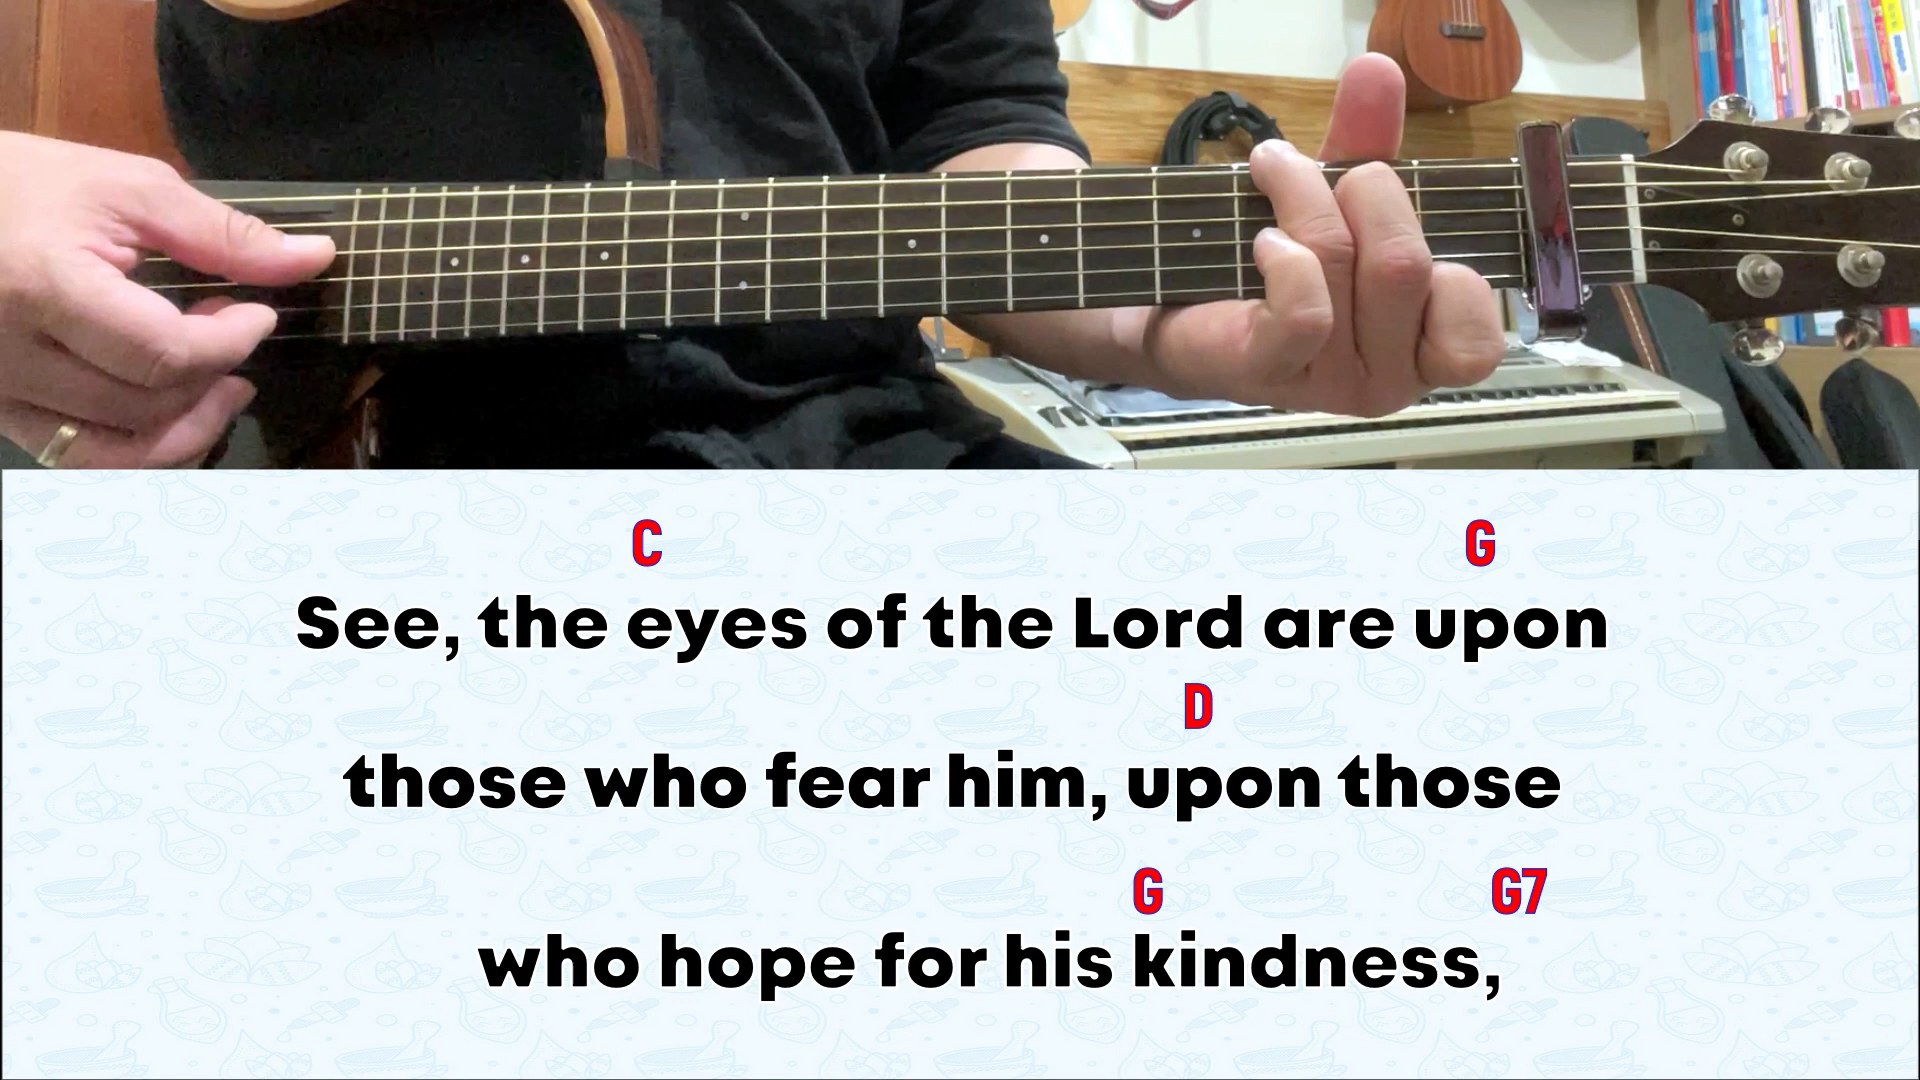 C G
See, the eyes of the Lord are upon
D
those who fear him, upon those
G G7
who hope for his kindness,